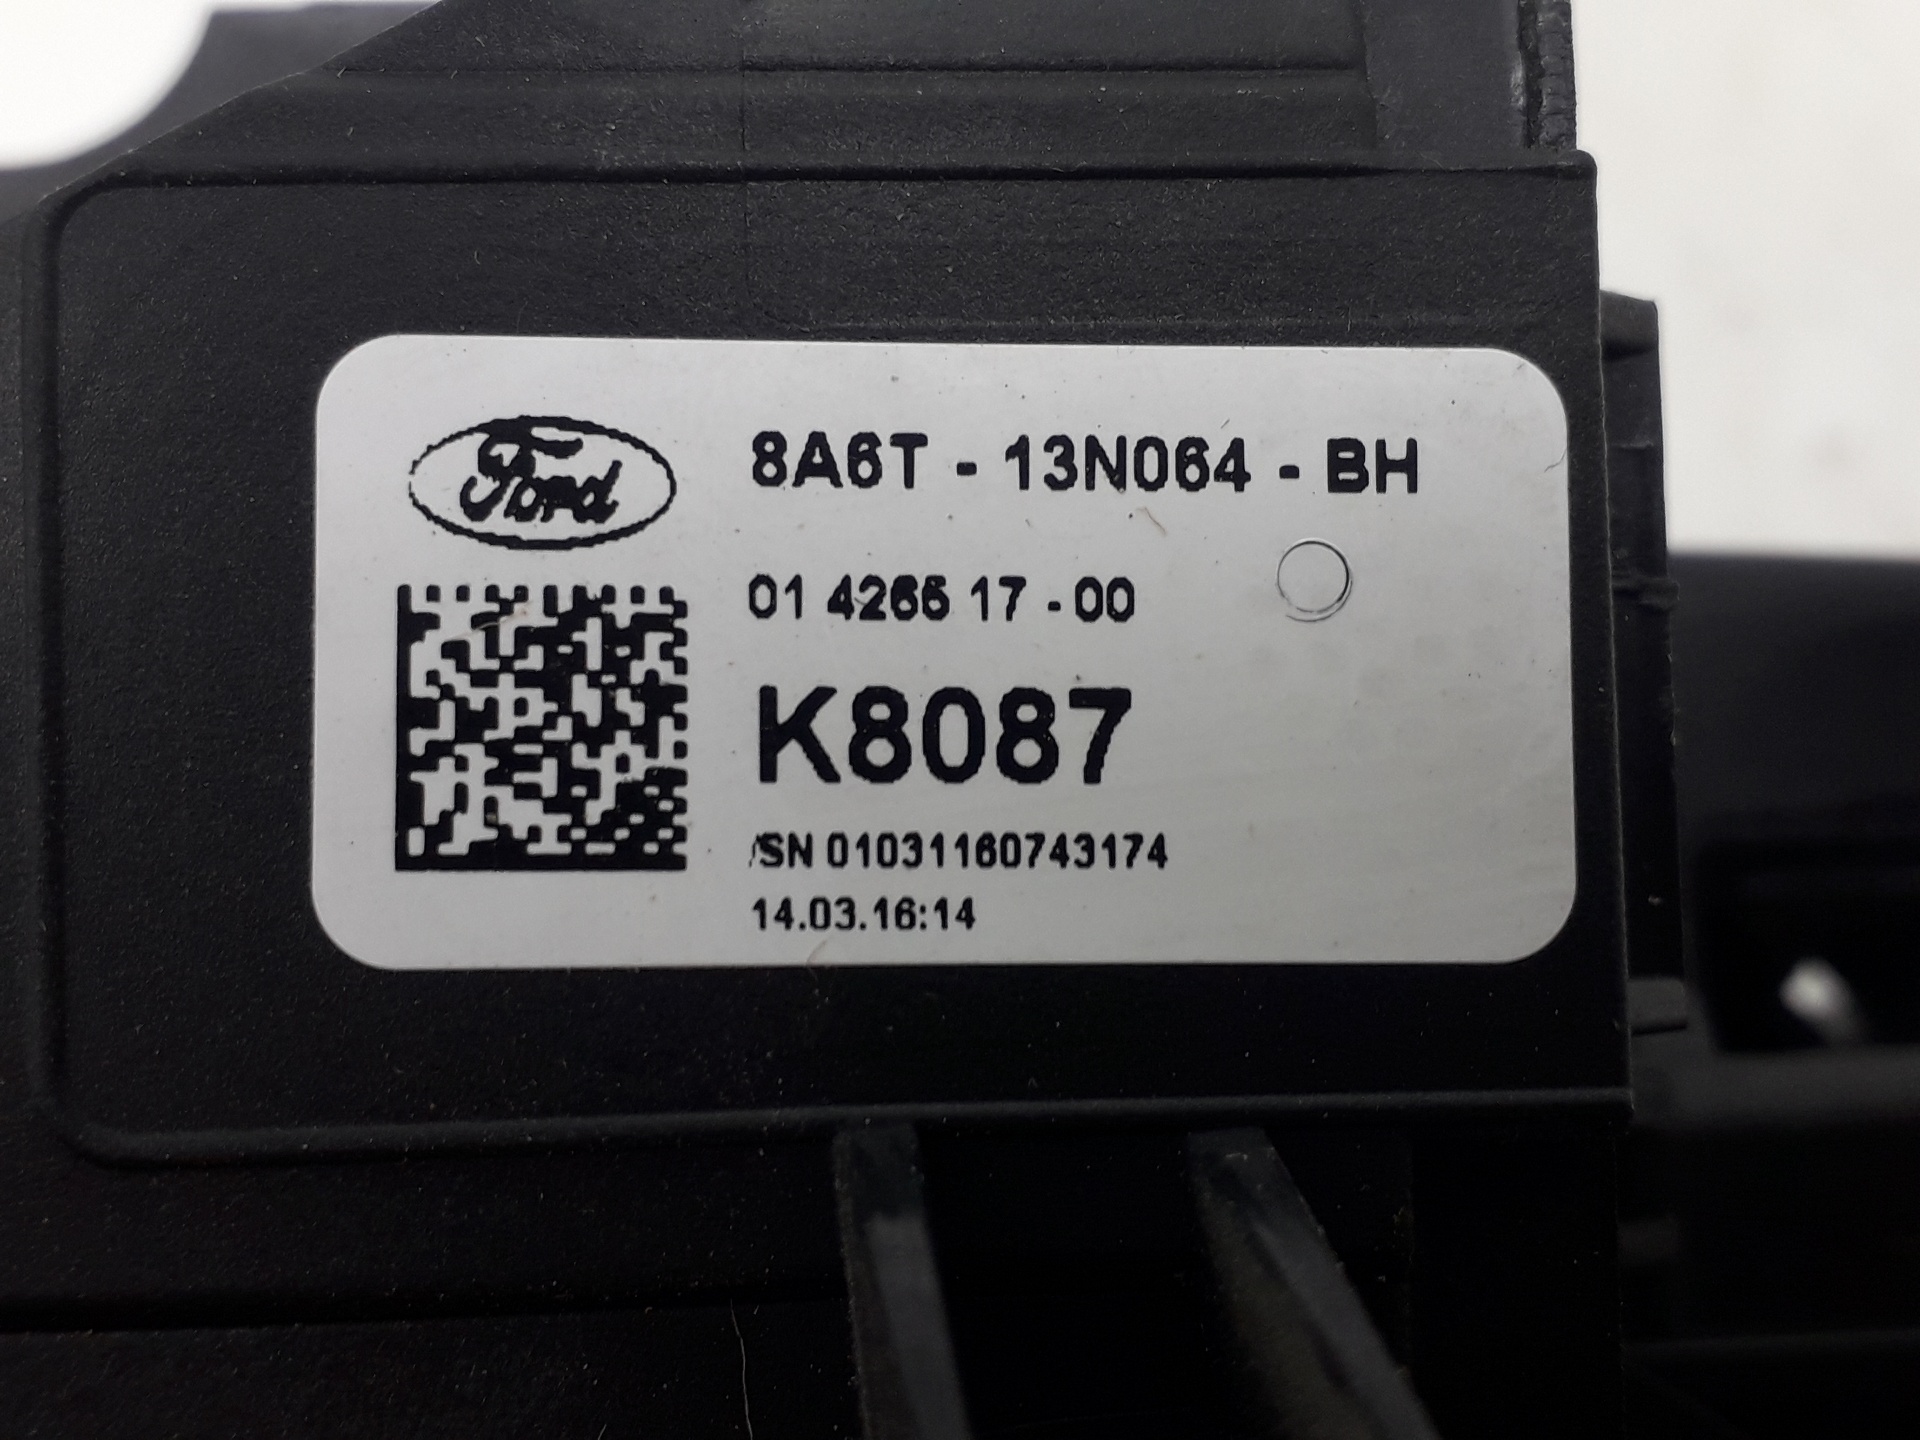 Ford
8A6T - 13N064 - BH
01 4265 17 - 00
K8087
/SN 01031160743174
14.03.16:14